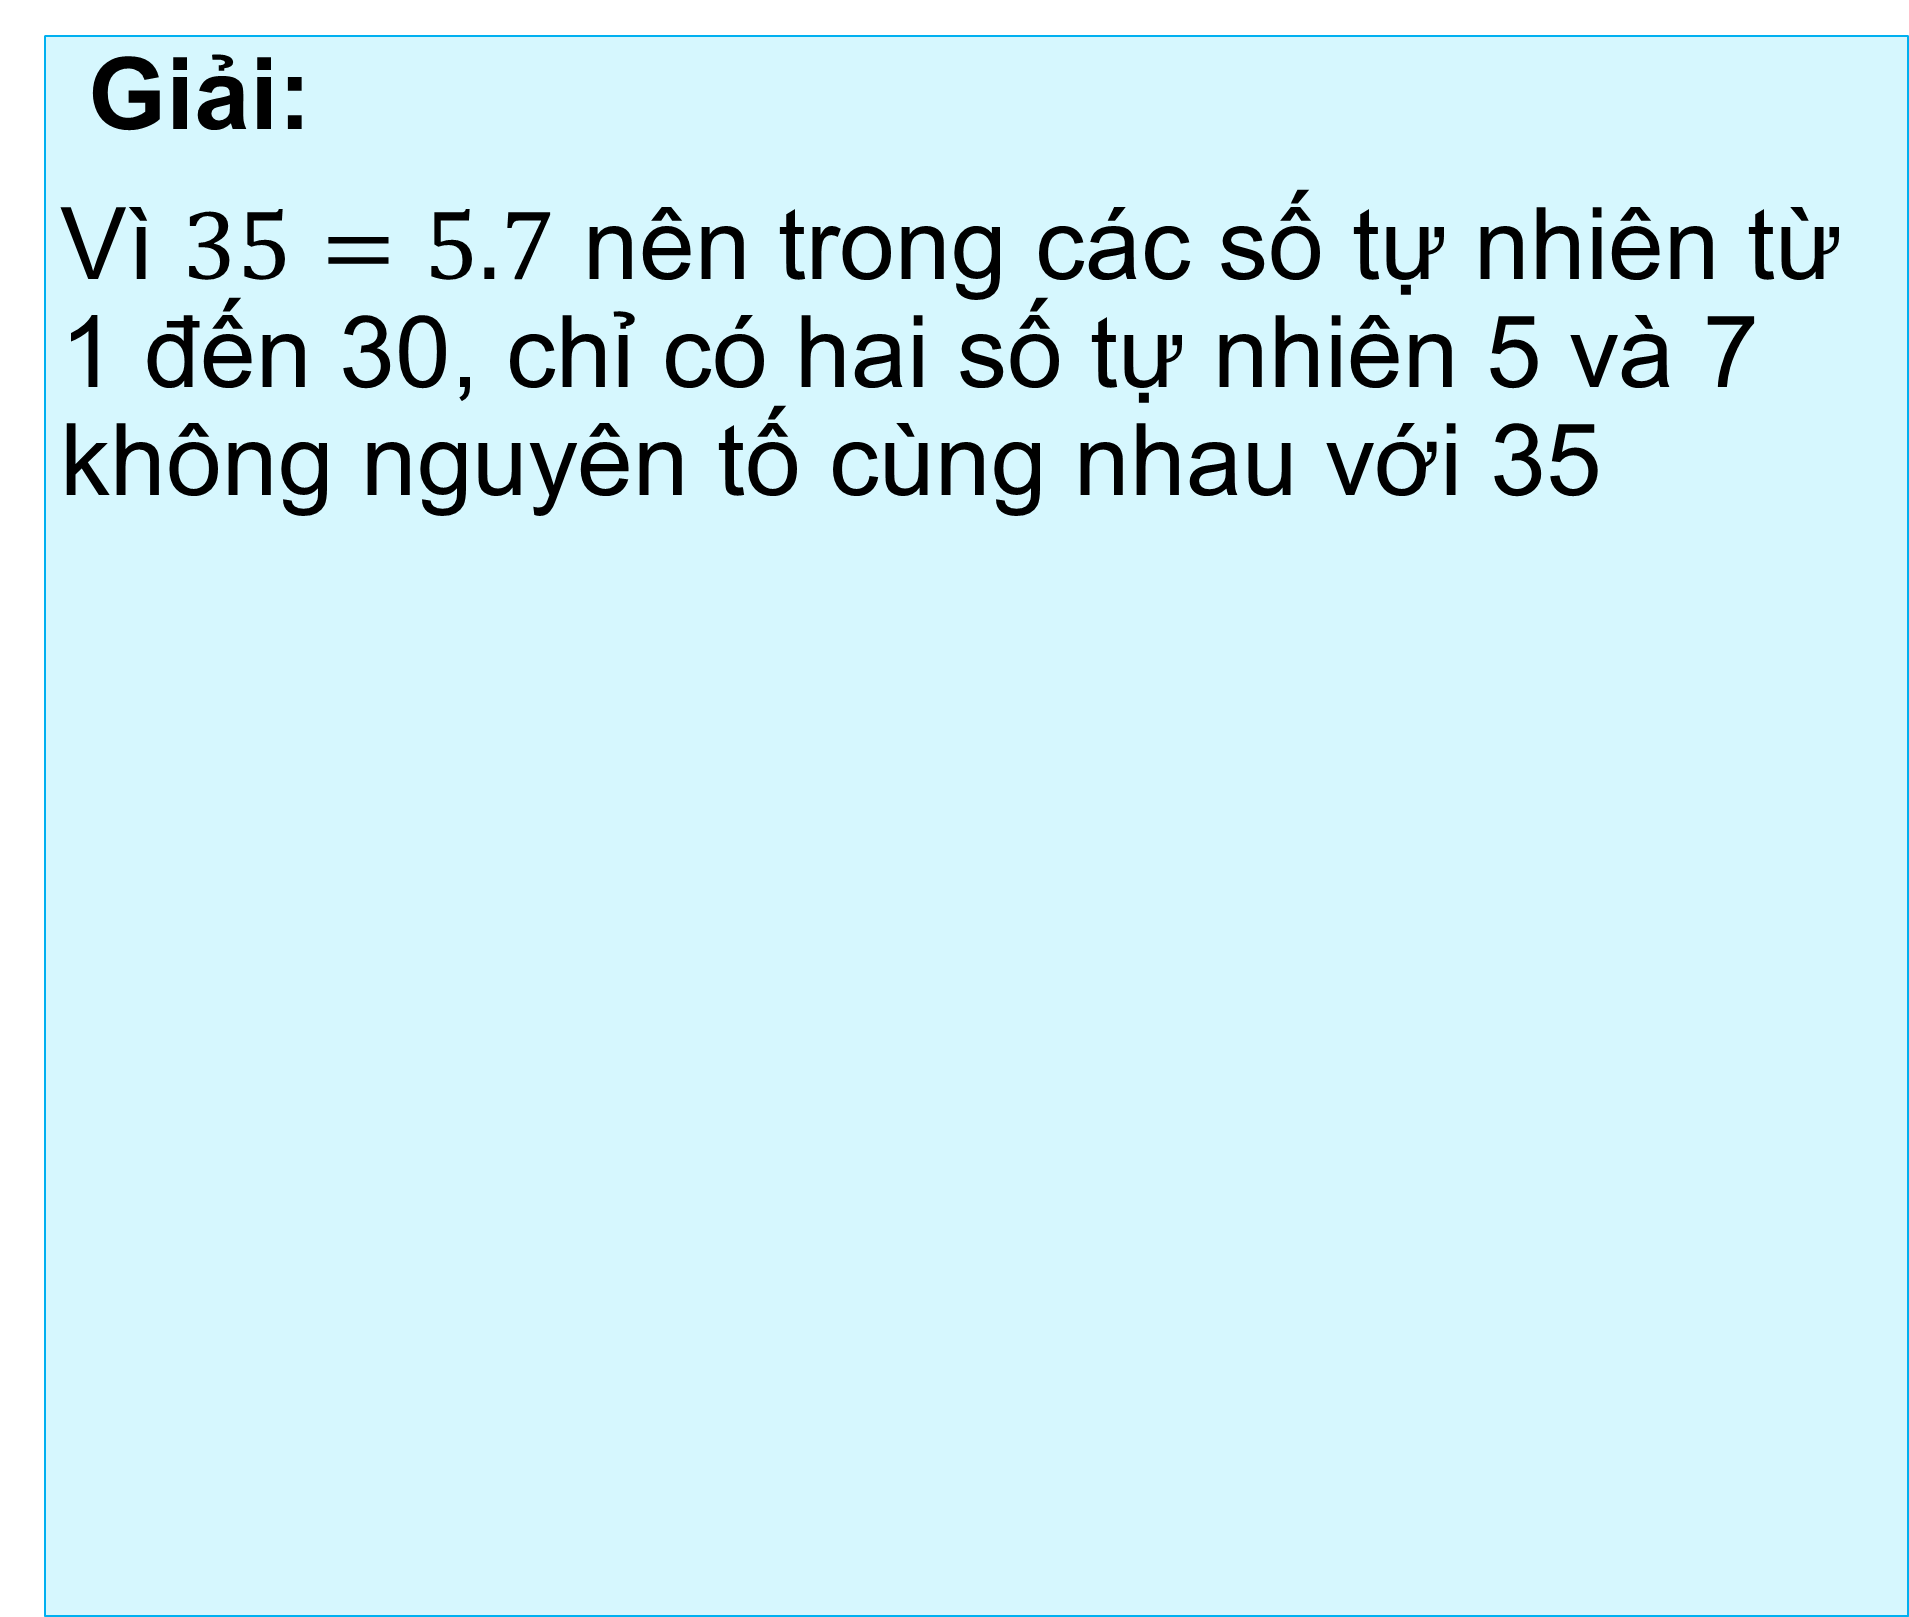 Giải:
Vì 35 = 5.7 nên trong các số tự nhiên từ
1 đến 30, chỉ có hai số tự nhiên 5 và 7
không nguyên tố cùng nhau với 35